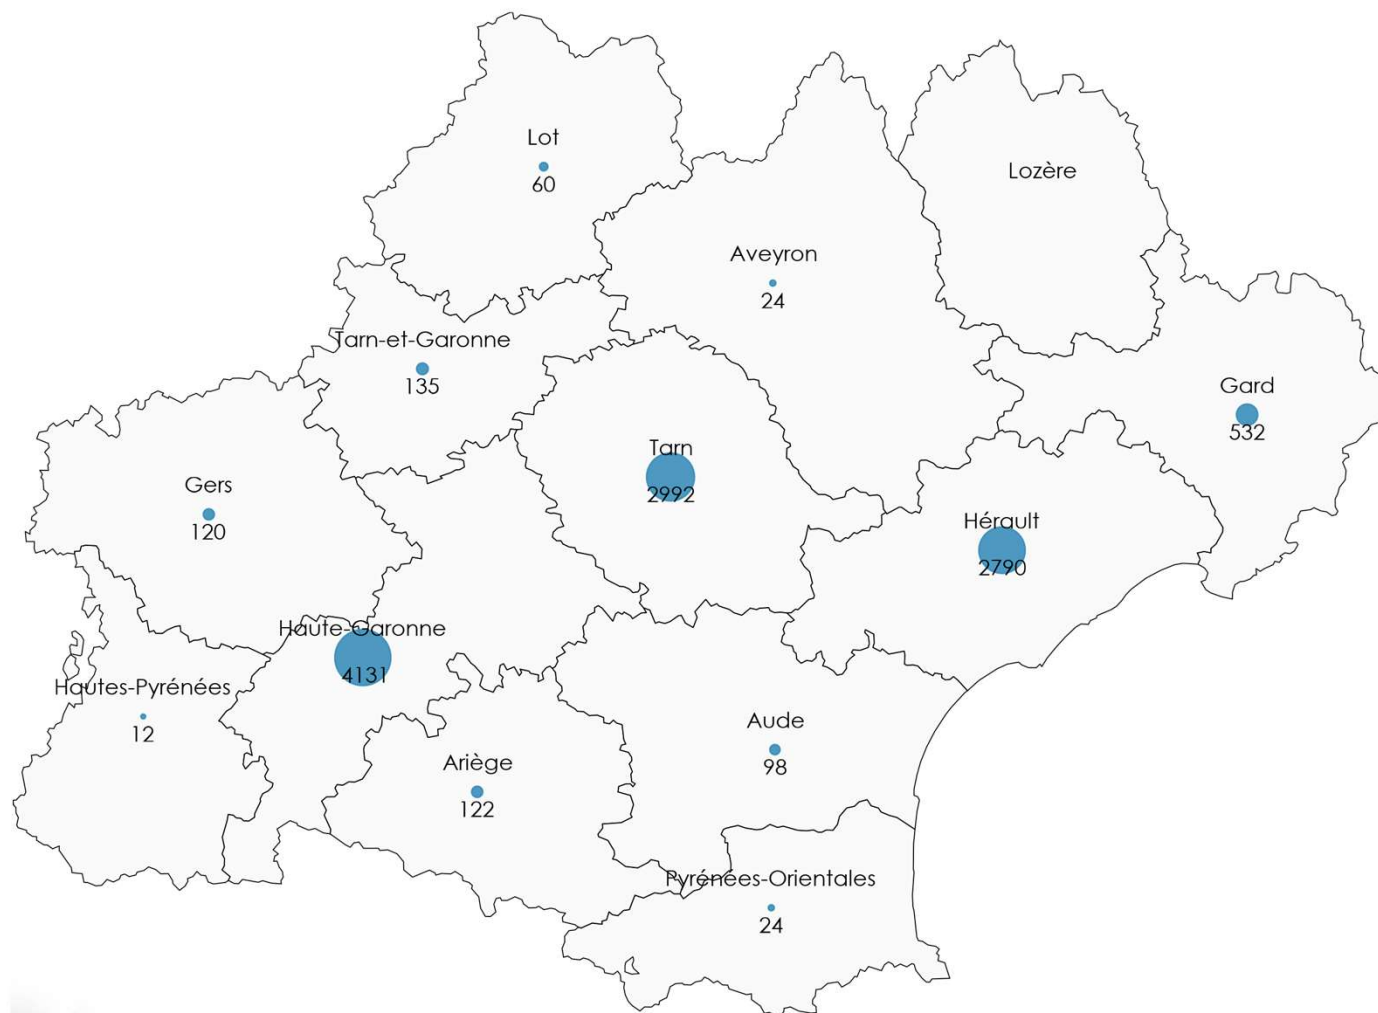 Lot
60
Lozère
Aveyron
24
Tarn-et-Garonne
135
Gard
532
Tarn
2992
Gers
120
Hérault
2790
Haute-Garonne
4131
Hautes-Pyrénées
12
Aude
98
Ariège
122
Pyrénées-Orientales
24